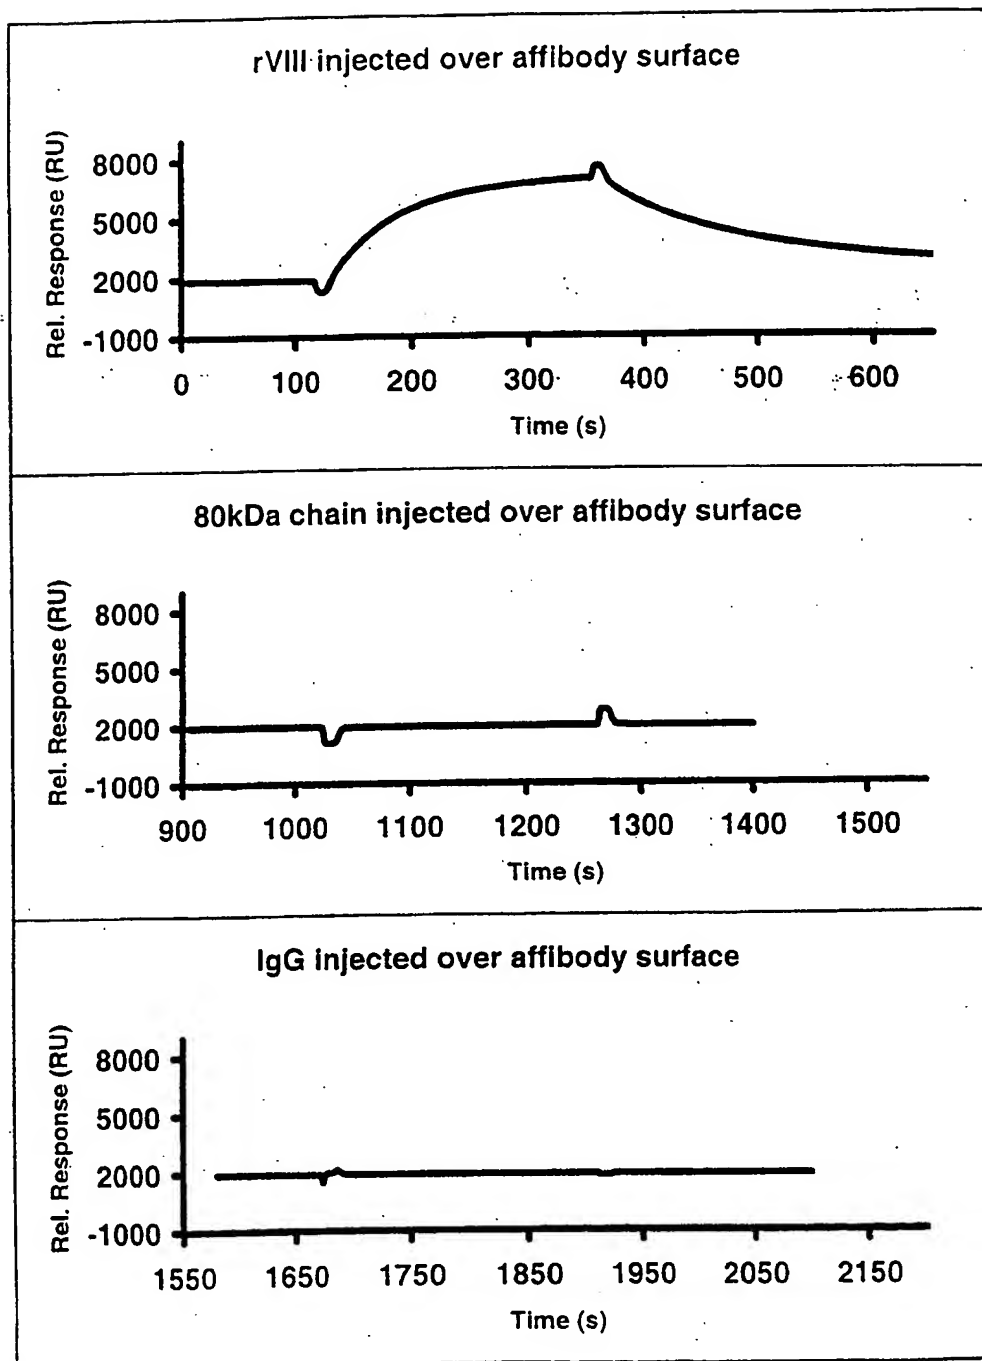 rVIII injected over affibody surface
Rel. Response (RU)
8000
5000
2000
-1000
0 100 200 300 400 500 600
Time (s)
80kDa chain injected over affibody surface
Rel. Response (RU)
8000
5000
2000
-1000
900 1000 1100 1200 1300 1400 1500
Time (s)
IgG injected over affibody surface
Rel. Response (RU)
8000
5000
2000
-1000
1550 1650 1750 1850 1950 2050 2150
Time (s)